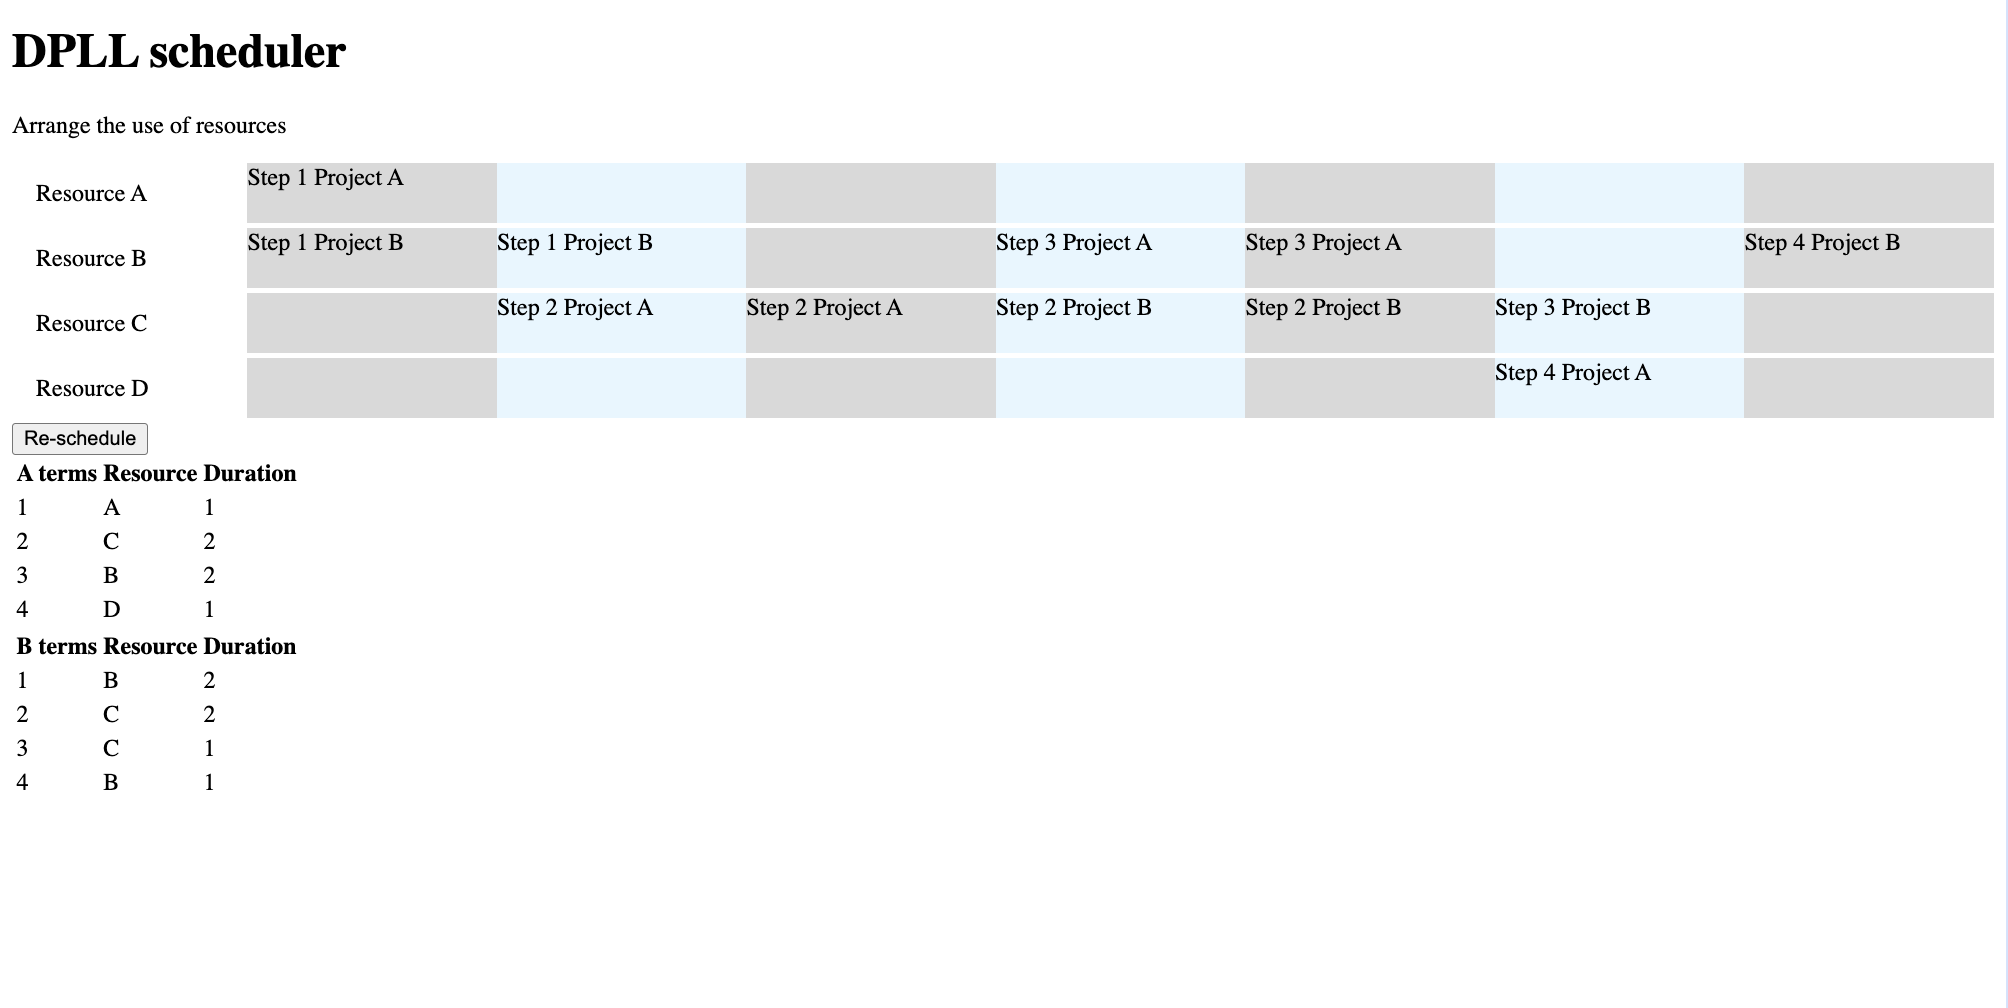 DPLL scheduler
Arrange the use of resources
Resource A Step 1 Project A
Resource B Step 1 Project B Step 1 Project B Step 3 Project A Step 3 Project A Step 4 Project B
Resource C Step 2 Project A Step 2 Project A Step 2 Project B Step 2 Project B Step 3 Project B
Resource D Step 4 Project A
Re-schedule
A terms Resource Duration
1 A 1
2 C 2
3 B 2
4 D 1
B terms Resource Duration
1 B 2
2 C 2
3 C 1
4 B 1